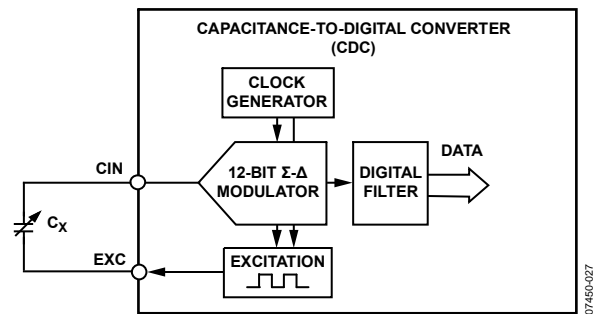 CAPACITANCE-TO-DIGITAL CONVERTER
(CDC)
CLOCK
GENERATOR
CIN
12-BIT Σ-Δ
MODULATOR
DIGITAL
FILTER
DATA
CX
EXC
EXCITATION
07450-027